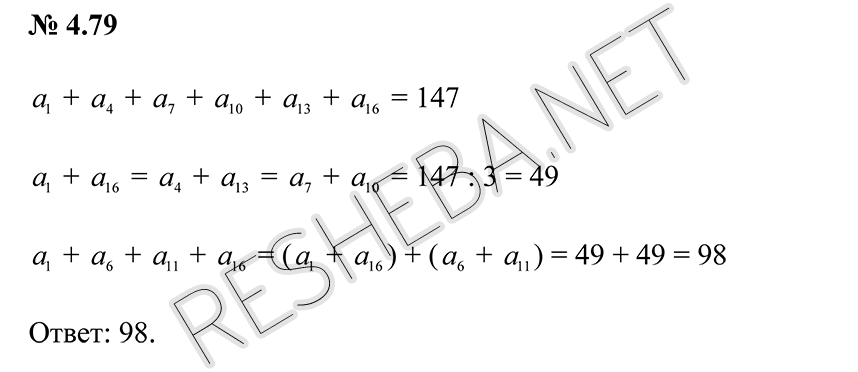 № 4.79
a₁ + a₄ + a₇ + a₁₀ + a₁₃ + a₁₆ = 147
a₁ + a₁₆ = a₄ + a₁₃ = a₇ + a₁₀ = 147 : 3 = 49
a₁ + a₆ + a₁₁ + a₁₆ = (a₁ + a₁₆) + (a₆ + a₁₁) = 49 + 49 = 98
Ответ: 98.
RESHEBA.NET